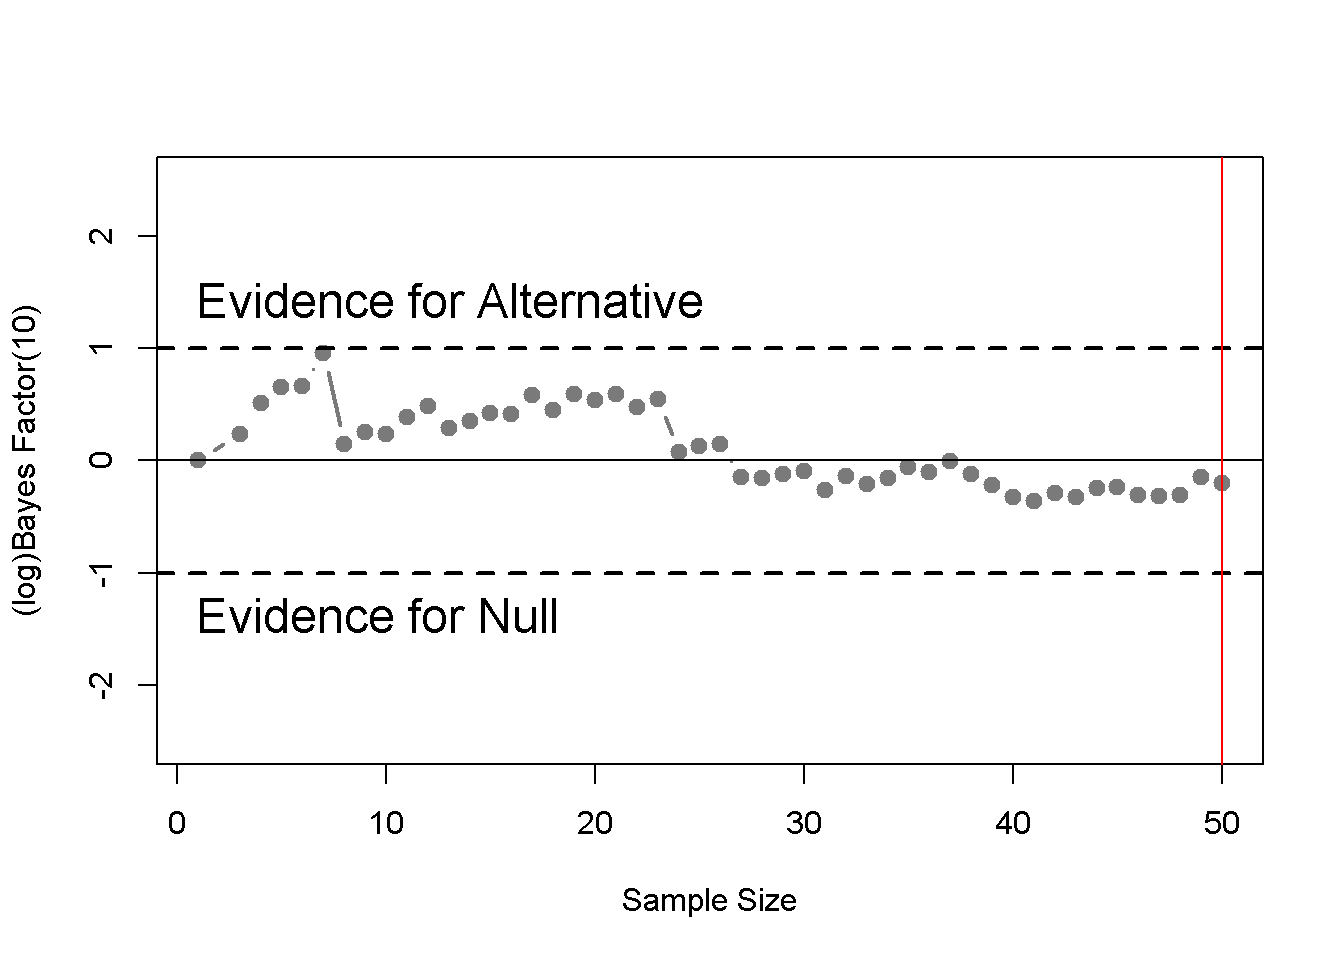 2
Evidence for Alternative
1
(log)Bayes Factor(10)
0
-1
Evidence for Null
-2
0 10 20 30 40 50
Sample Size